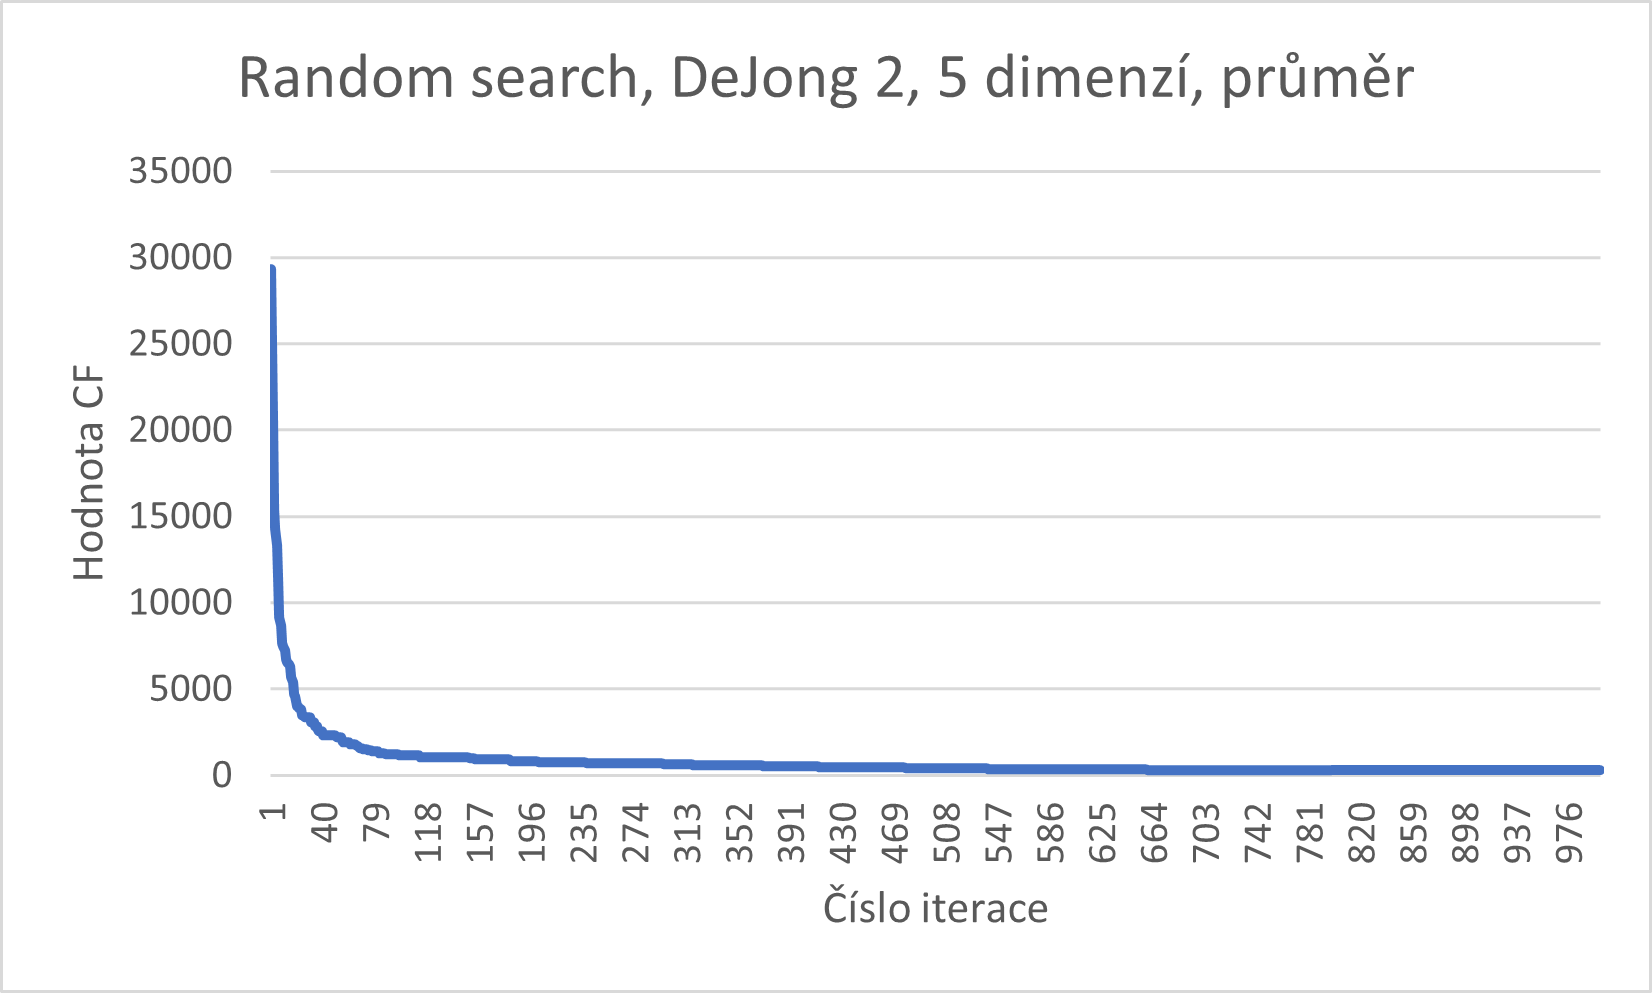 Random search, DeJong 2, 5 dimenzí, průměr
35000
30000
25000
20000
15000
10000
5000
0
Hodnota CF
1 40 79 118 157 196 235 274 313 352 391 430 469 508 547 586 625 664 703 742 781 820 859 898 937 976
Číslo iterace